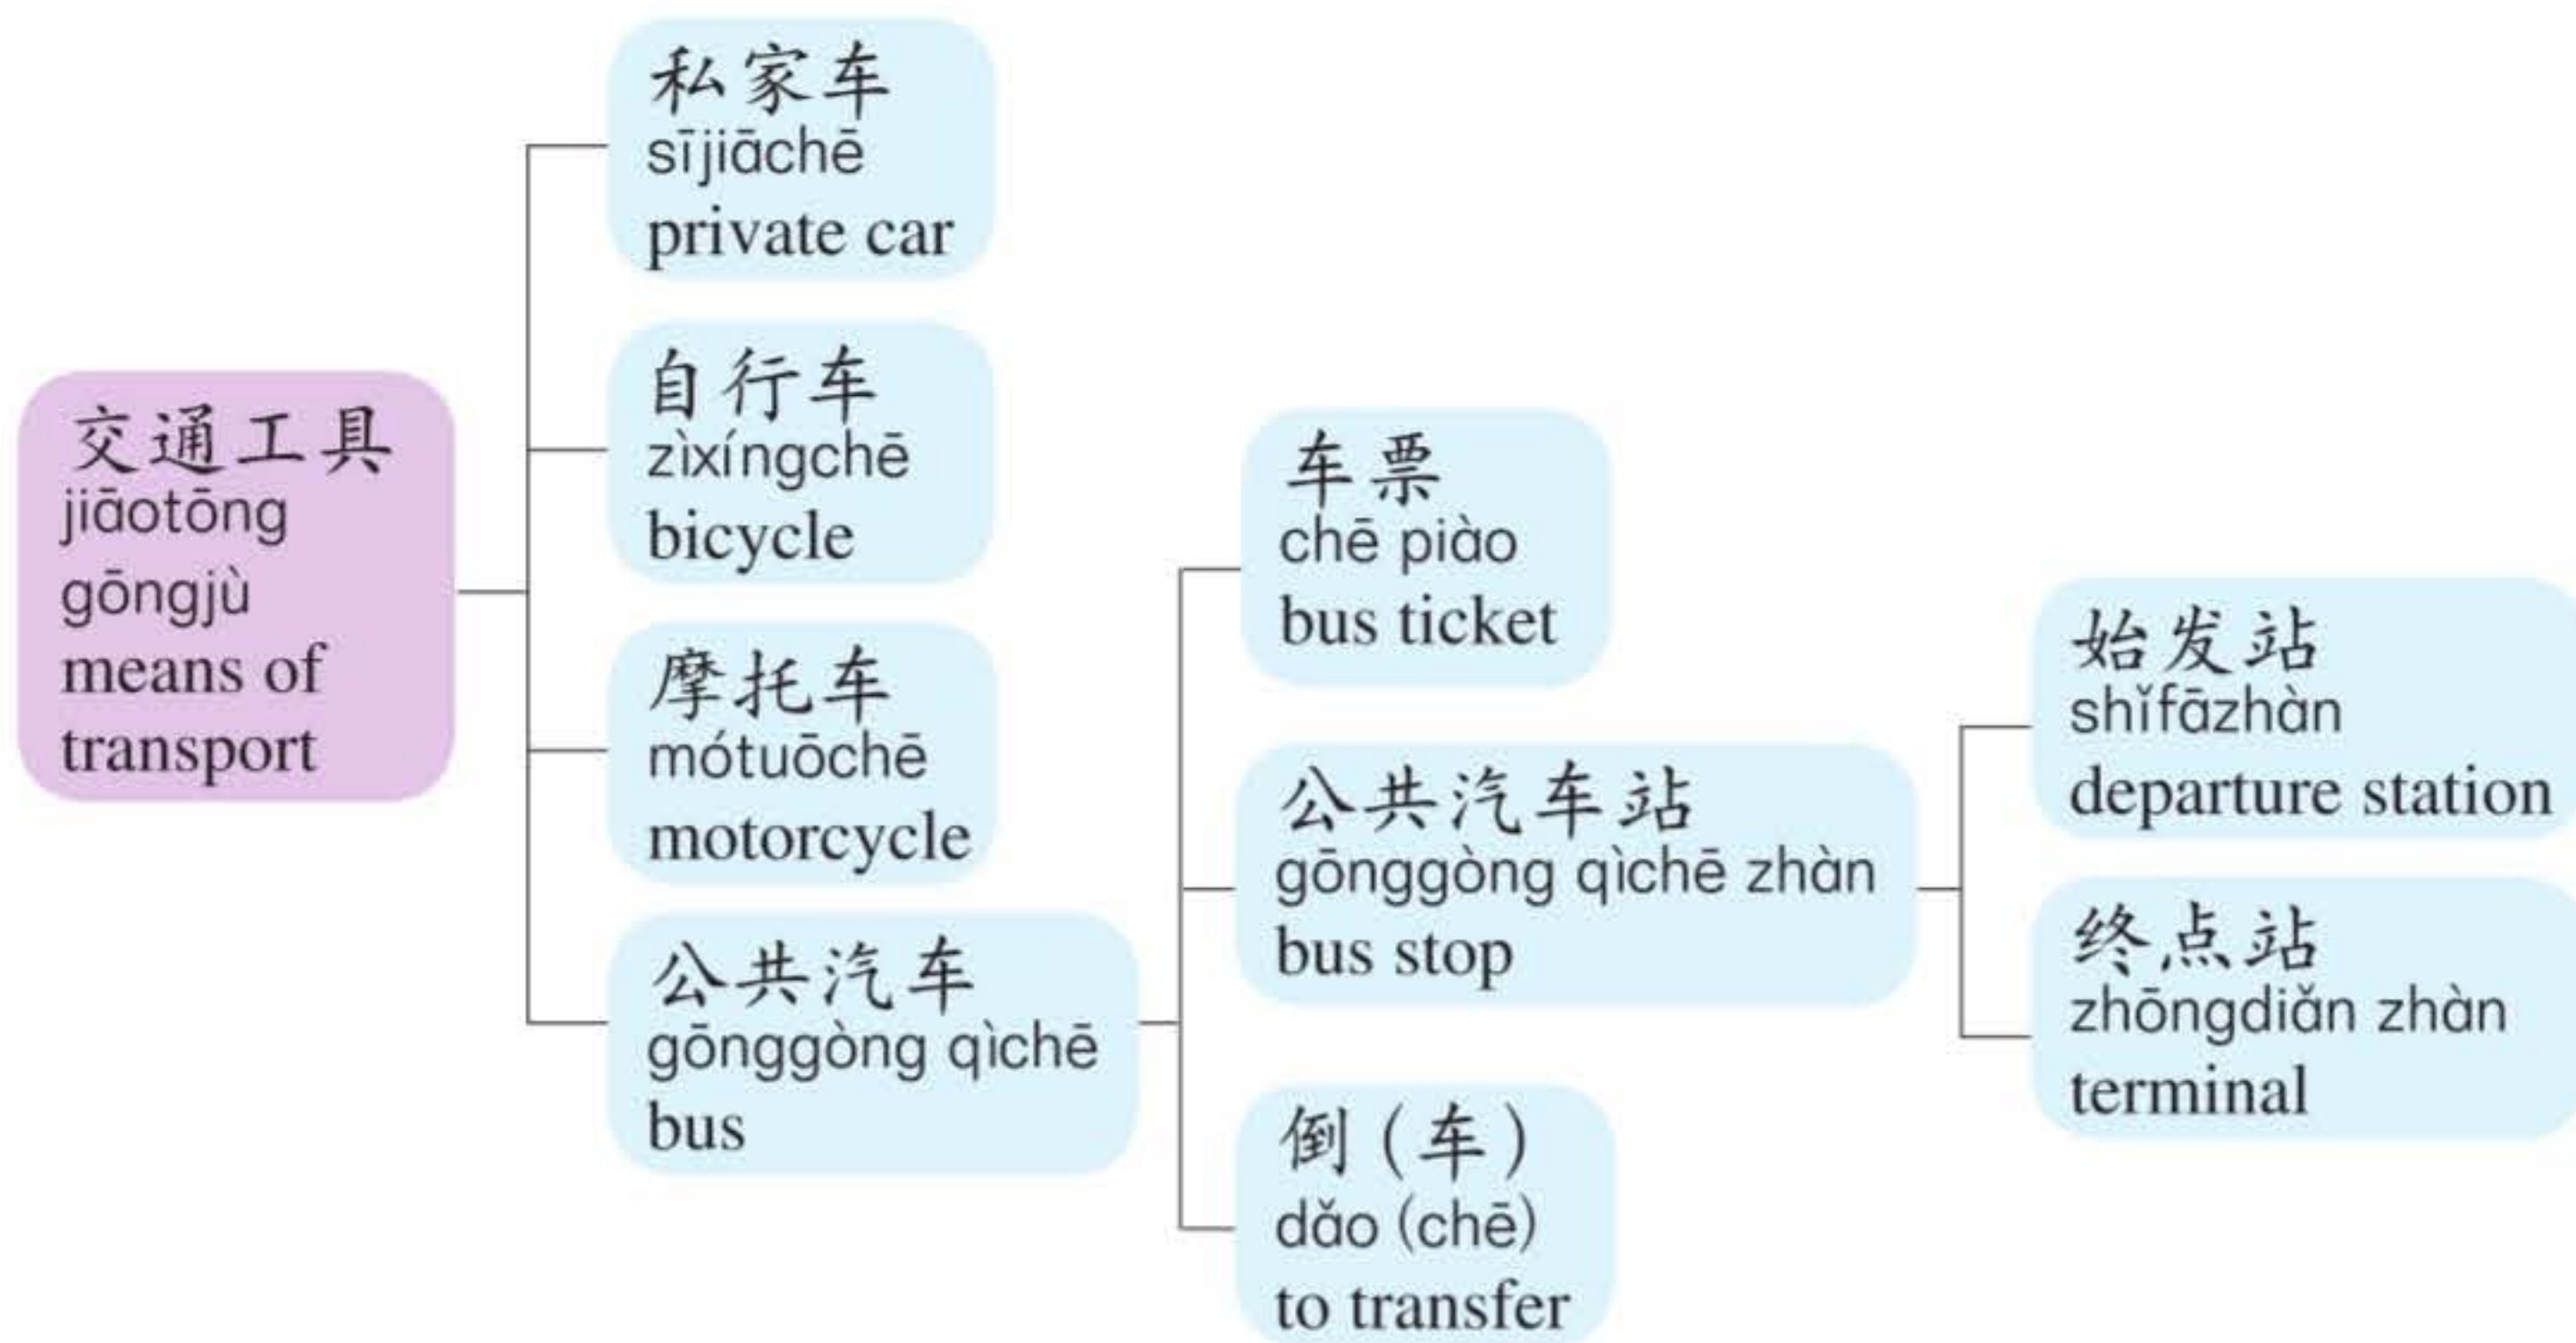 交通工具
jiāotōng
gōngjù
means of
transport
私家车
sījiāchē
private car
自行车
zìxíngchē
bicycle
摩托车
mótuōchē
motorcycle
公共汽车
gōnggòng qìchē
bus
车票
chē piào
bus ticket
公共汽车站
gōnggòng qìchē zhàn
bus stop
倒(车)
dǎo (chē)
to transfer
始发站
shǐfāzhàn
departure station
终点站
zhōngdiǎn zhàn
terminal